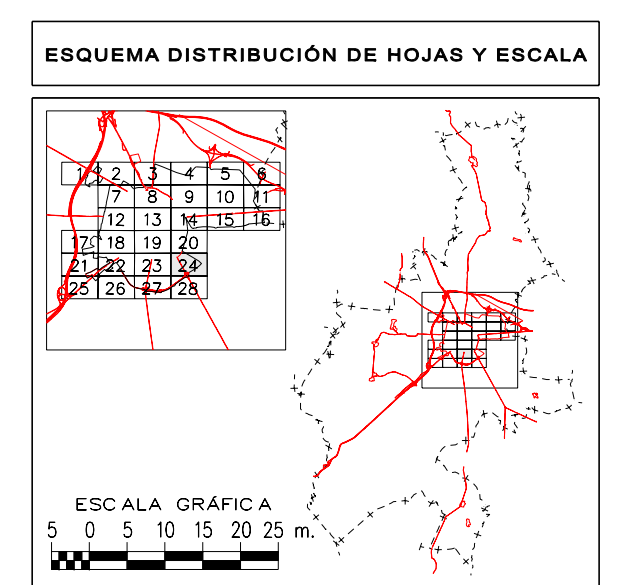 ESQUEMA DISTRIBUCIÓN DE HOJAS Y ESCALA
1 2 3 4 5 6
7 8 9 10 11
12 13 14 15 16
17 18 19 20
21 22 23 24
25 26 27 28
ESCALA GRÁFICA
5 0 5 10 15 20 25 m.